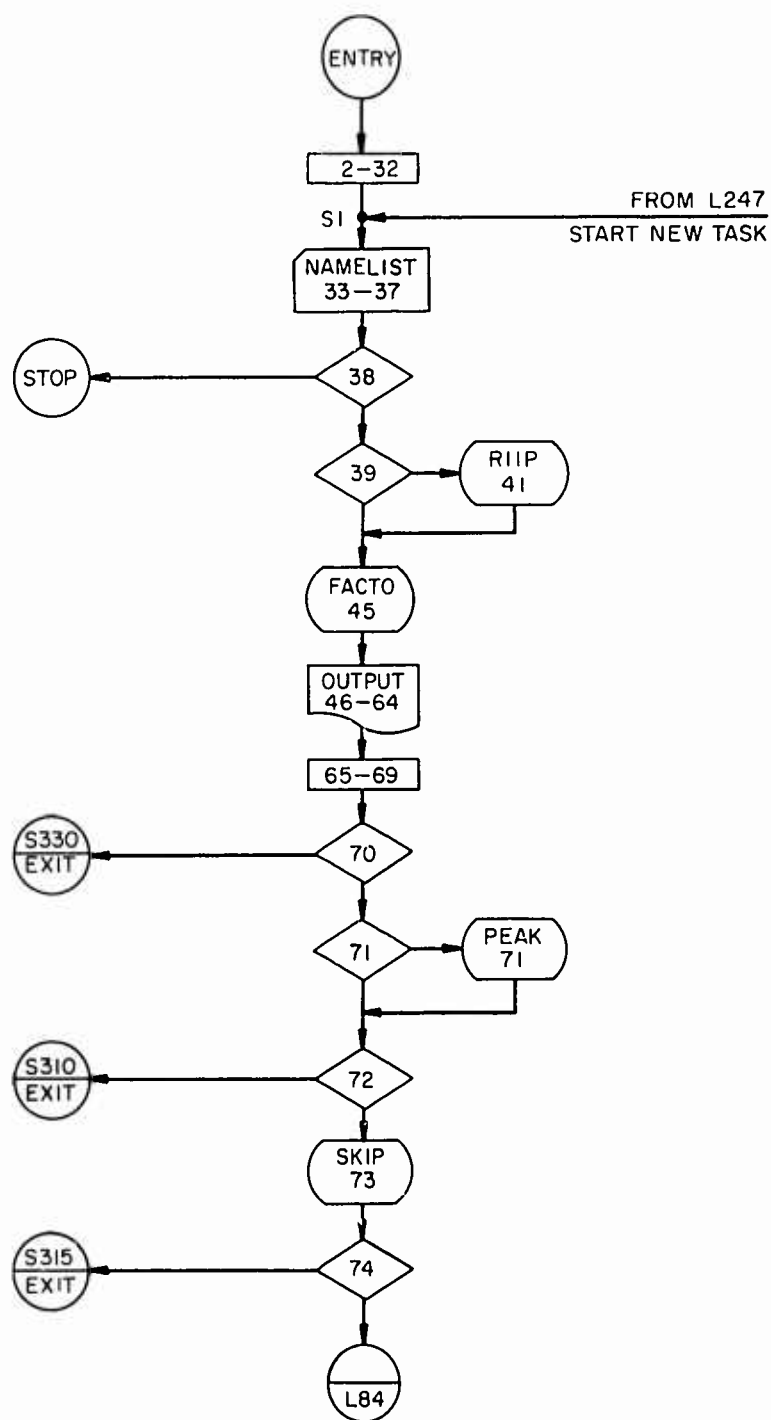 ENTRY
2-32
FROM L247
S1
START NEW TASK
NAMELIST
33-37
STOP
38
39
RIIP
41
FACTO
45
OUTPUT
46-64
65-69
S330
EXIT
70
71
PEAK
71
S310
EXIT
72
SKIP
73
S315
EXIT
74
L84